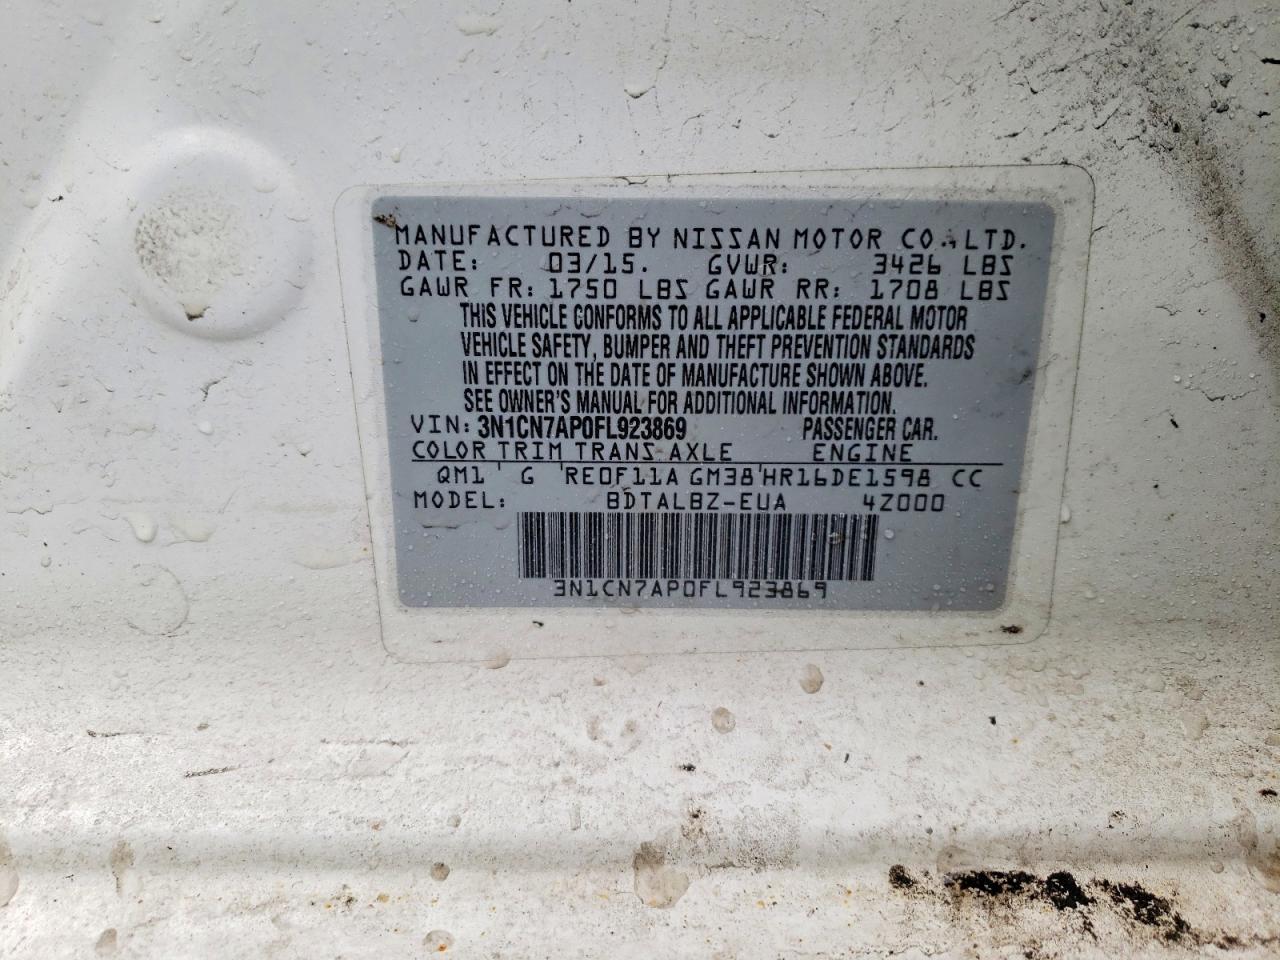 MANUFACTURED BY NISSAN MOTOR CO., LTD.
DATE: 03/15. GVWR: 3426 LBS
GAWR FR: 1750 LBS GAWR RR: 1708 LBS
THIS VEHICLE CONFORMS TO ALL APPLICABLE FEDERAL MOTOR
VEHICLE SAFETY, BUMPER AND THEFT PREVENTION STANDARDS
IN EFFECT ON THE DATE OF MANUFACTURE SHOWN ABOVE.
SEE OWNER'S MANUAL FOR ADDITIONAL INFORMATION.
VIN: 3N1CN7AP0FL923869 PASSENGER CAR.
COLOR TRIM TRANS AXLE ENGINE
QM1 G RE0F11A GM38 HR16DE1598 CC
MODEL: BDTALBZ-EUA 4Z000
3N1CN7AP0FL923869